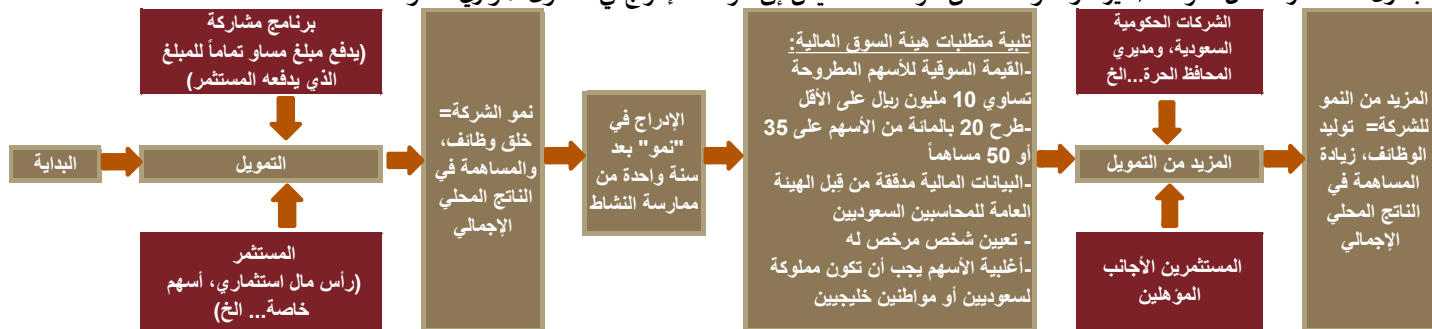 البداية
برنامج مشاركة
(يدفع مبلغ مساو تماماً للمبلغ
الذي يدفعه المستثمر)
التمويل
المستثمر
(رأس مال استثماري، أسهم
خاصة... الخ)
نمو الشركة=
خلق وظائف،
والمساهمة في
الناتج المحلي
الإجمالي
الإدراج في
"نمو" بعد
سنة واحدة من
ممارسة النشاط
تلبية متطلبات هيئة السوق المالية:
-القيمة السوقية للأسهم المطروحة
تساوي 10 مليون ريال على الأقل
-طرح 20 بالمائة من الأسهم على 35
أو 50 مساهماً
-البيانات المالية مدققة من قِبل الهيئة
العامة للمحاسبين السعوديين
- تعيين شخص مرخص له
-أغلبية الأسهم يجب أن تكون مملوكة
لسعوديين أو مواطنين خليجيين
الشركات الحكومية
السعودية، ومديري
المحافظ الحرة...الخ
المزيد من التمويل
المستثمرين الأجانب
المؤهلين
المزيد من النمو
للشركة= توليد
الوظائف، زيادة
المساهمة في
الناتج المحلي
الإجمالي